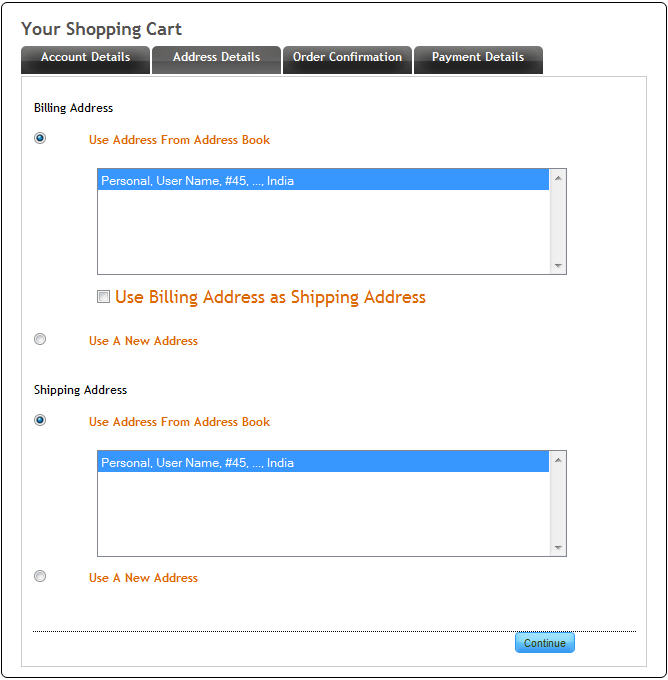 Your Shopping Cart
Account Details Address Details Order Confirmation Payment Details
Billing Address
Use Address From Address Book
Personal, User Name, #45, ..., India
Use Billing Address as Shipping Address
Use A New Address
Shipping Address
Use Address From Address Book
Personal, User Name, #45, ..., India
Use A New Address
Continue